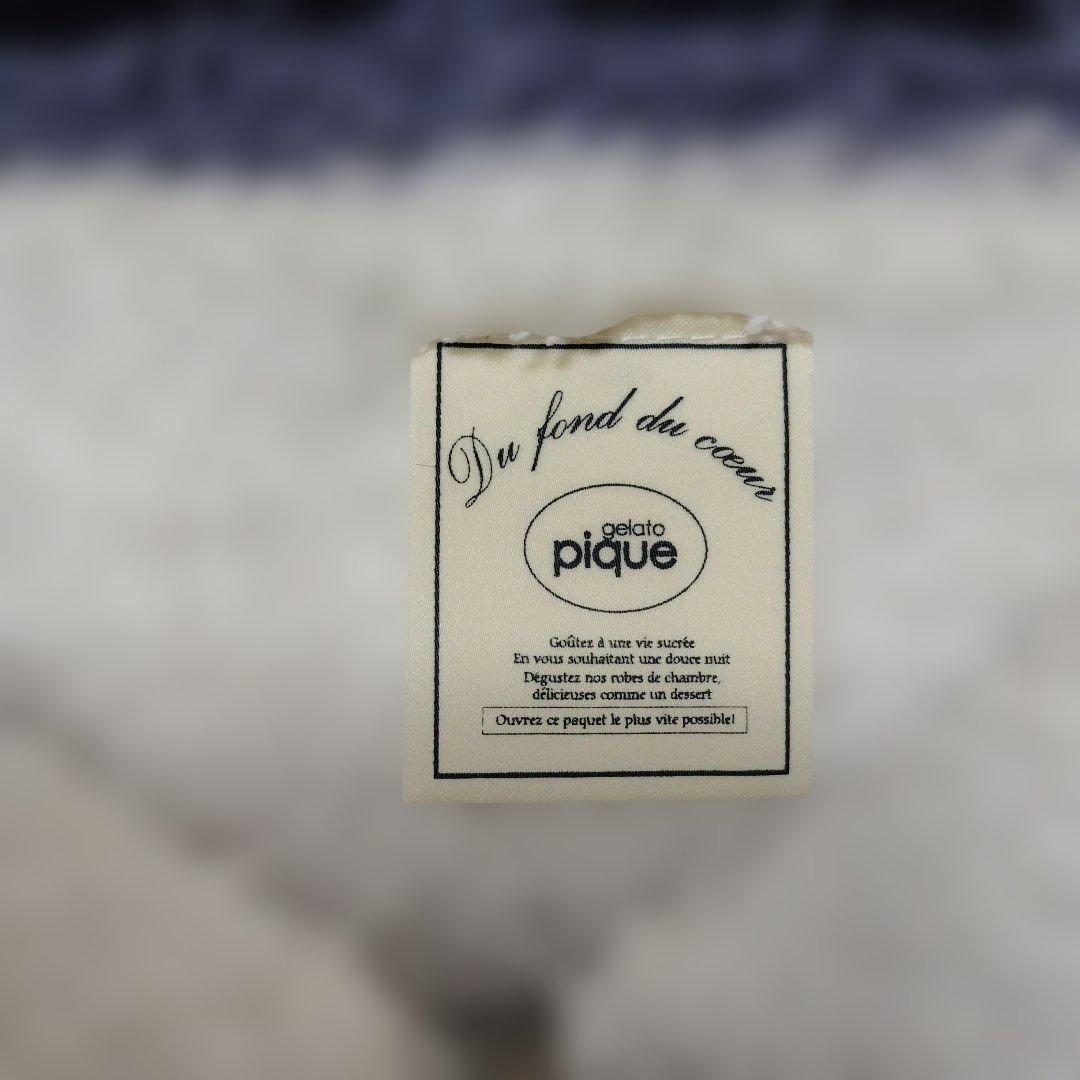 Du fond du cœur
gelato
pique
Goûtez à une vie sucrée
En vous souhaitant une douce nuit
Dégustez nos robes de chambre,
délicieuses comme un dessert
Ouvrez ce paquet le plus vite possible!